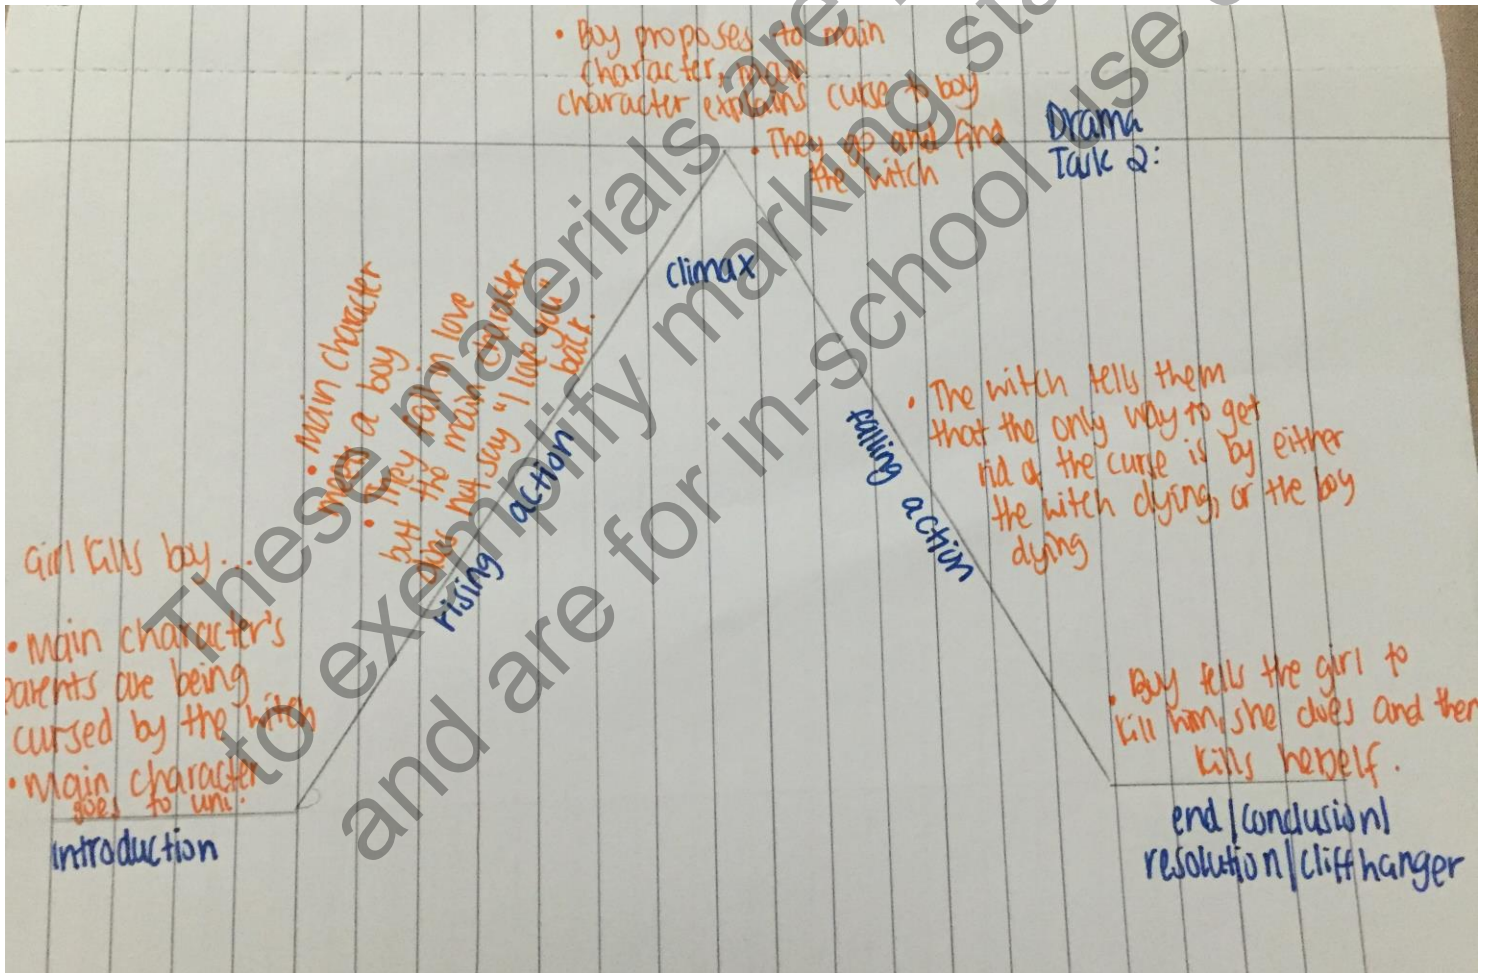 • Boy proposes to main
character, main
character explains curse to boy
• They go and find
the witch
Drama
Task 2:
climax
• Main character
meets a boy
• They fall in love
but the main character
does not say "I love you"
back.
rising action
falling action
• The witch tells them
that the only way to get
rid of the curse is by either
the witch dying, or the boy
dying
Girl kills boy...
• Main character's
parents are being
cursed by the witch
• Main character
goes to uni.
introduction
• Boy tells the girl to
kill him, she does and then
kills herself.
end/conclusion/
resolution/cliffhanger
These materials are
to exemplify marking
and are for in-school use